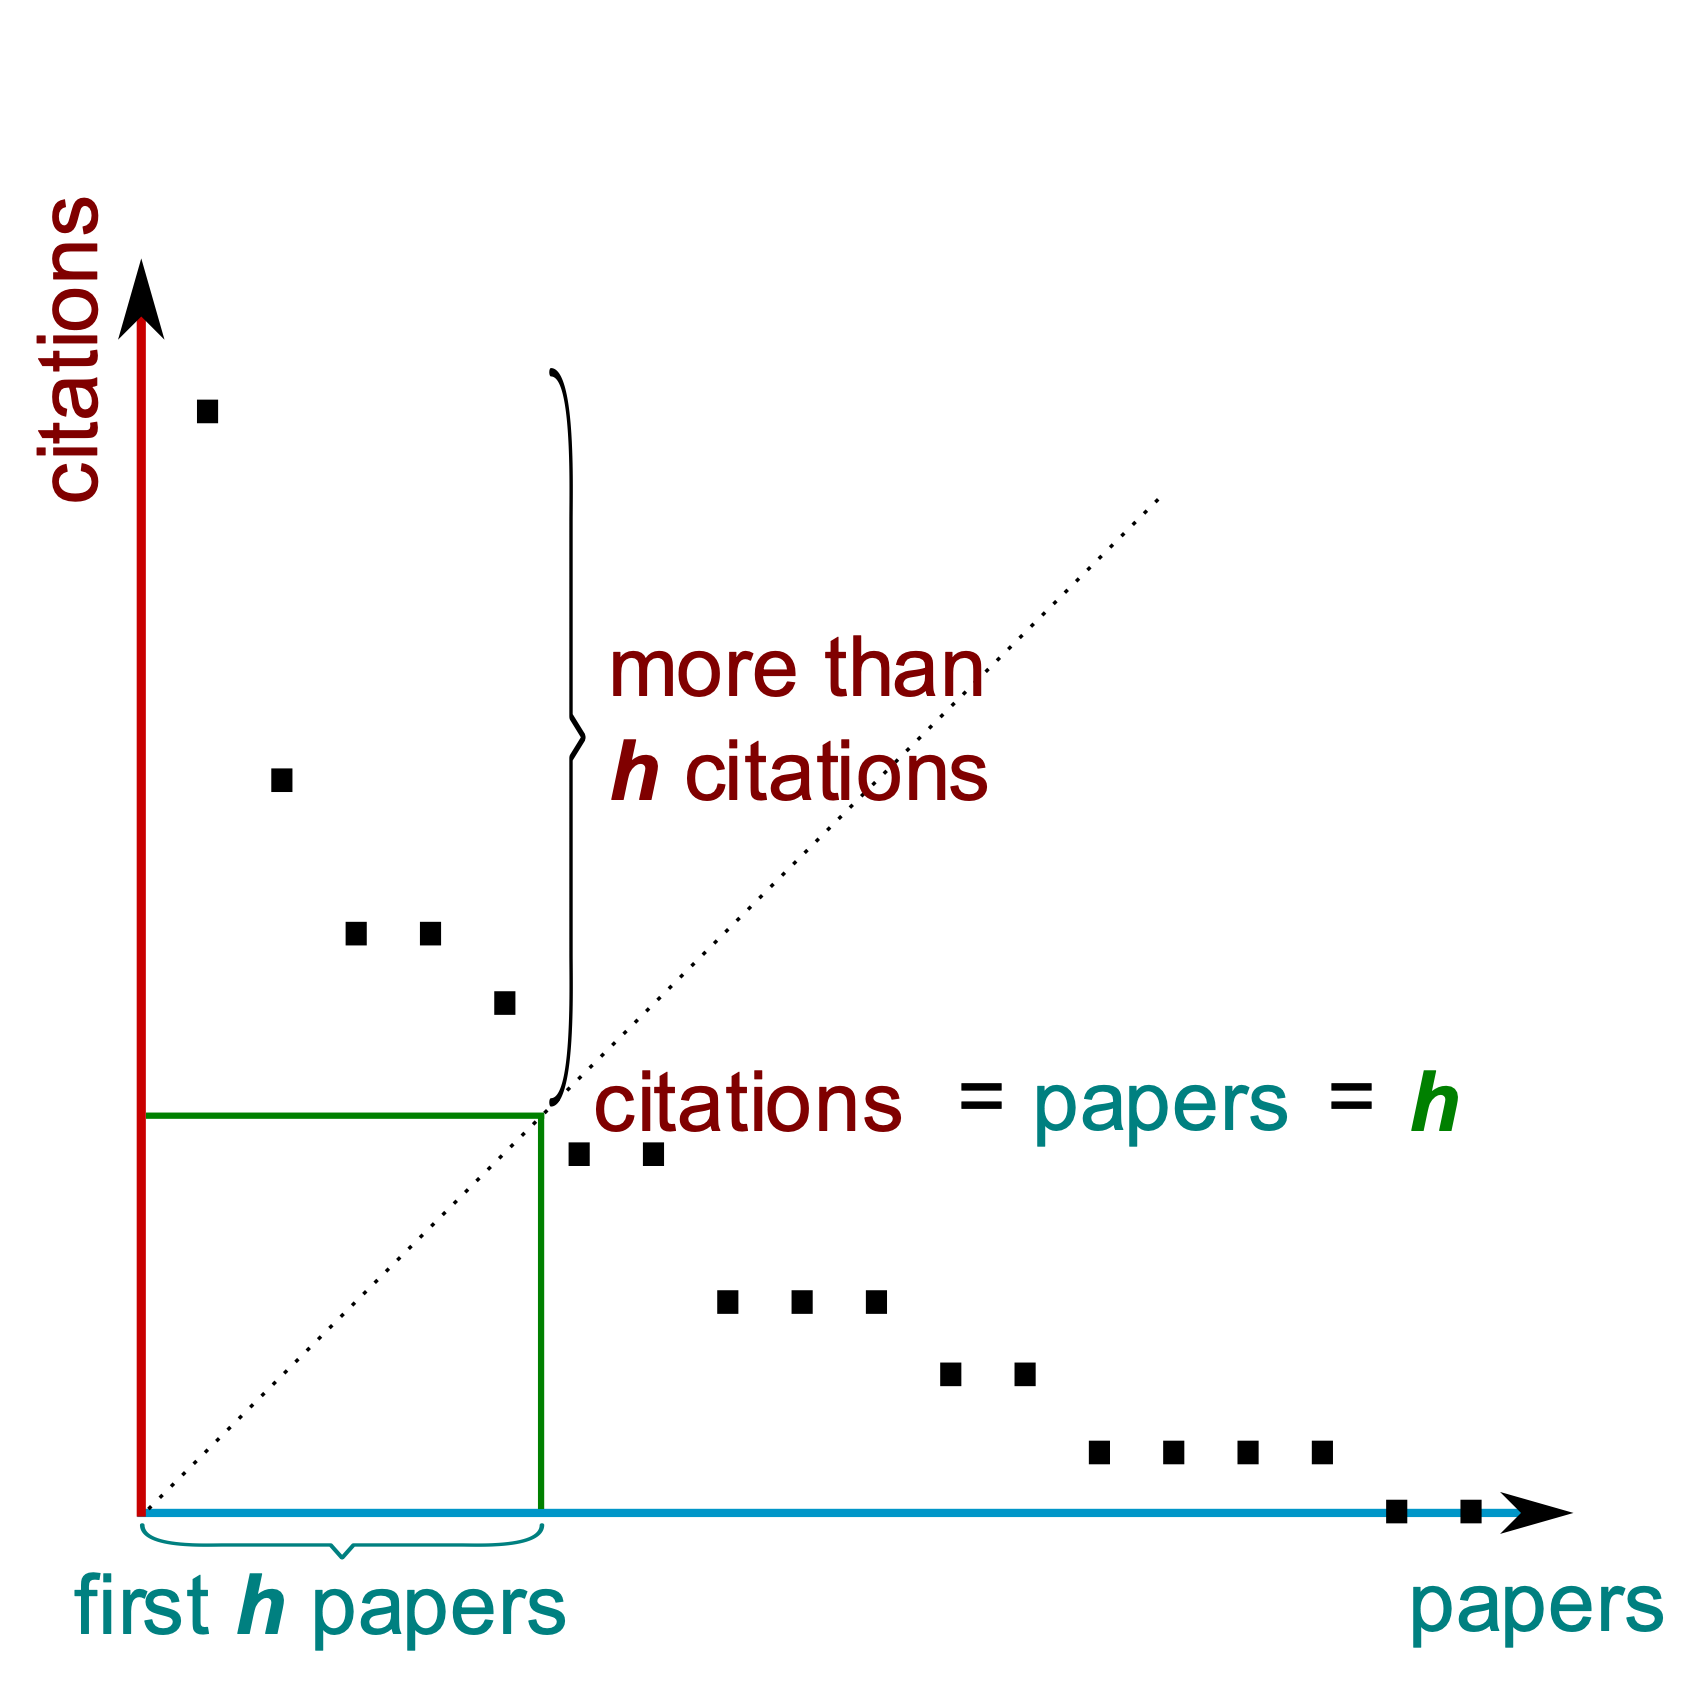 citations
more than
h citations
citations = papers = h
first h papers
papers